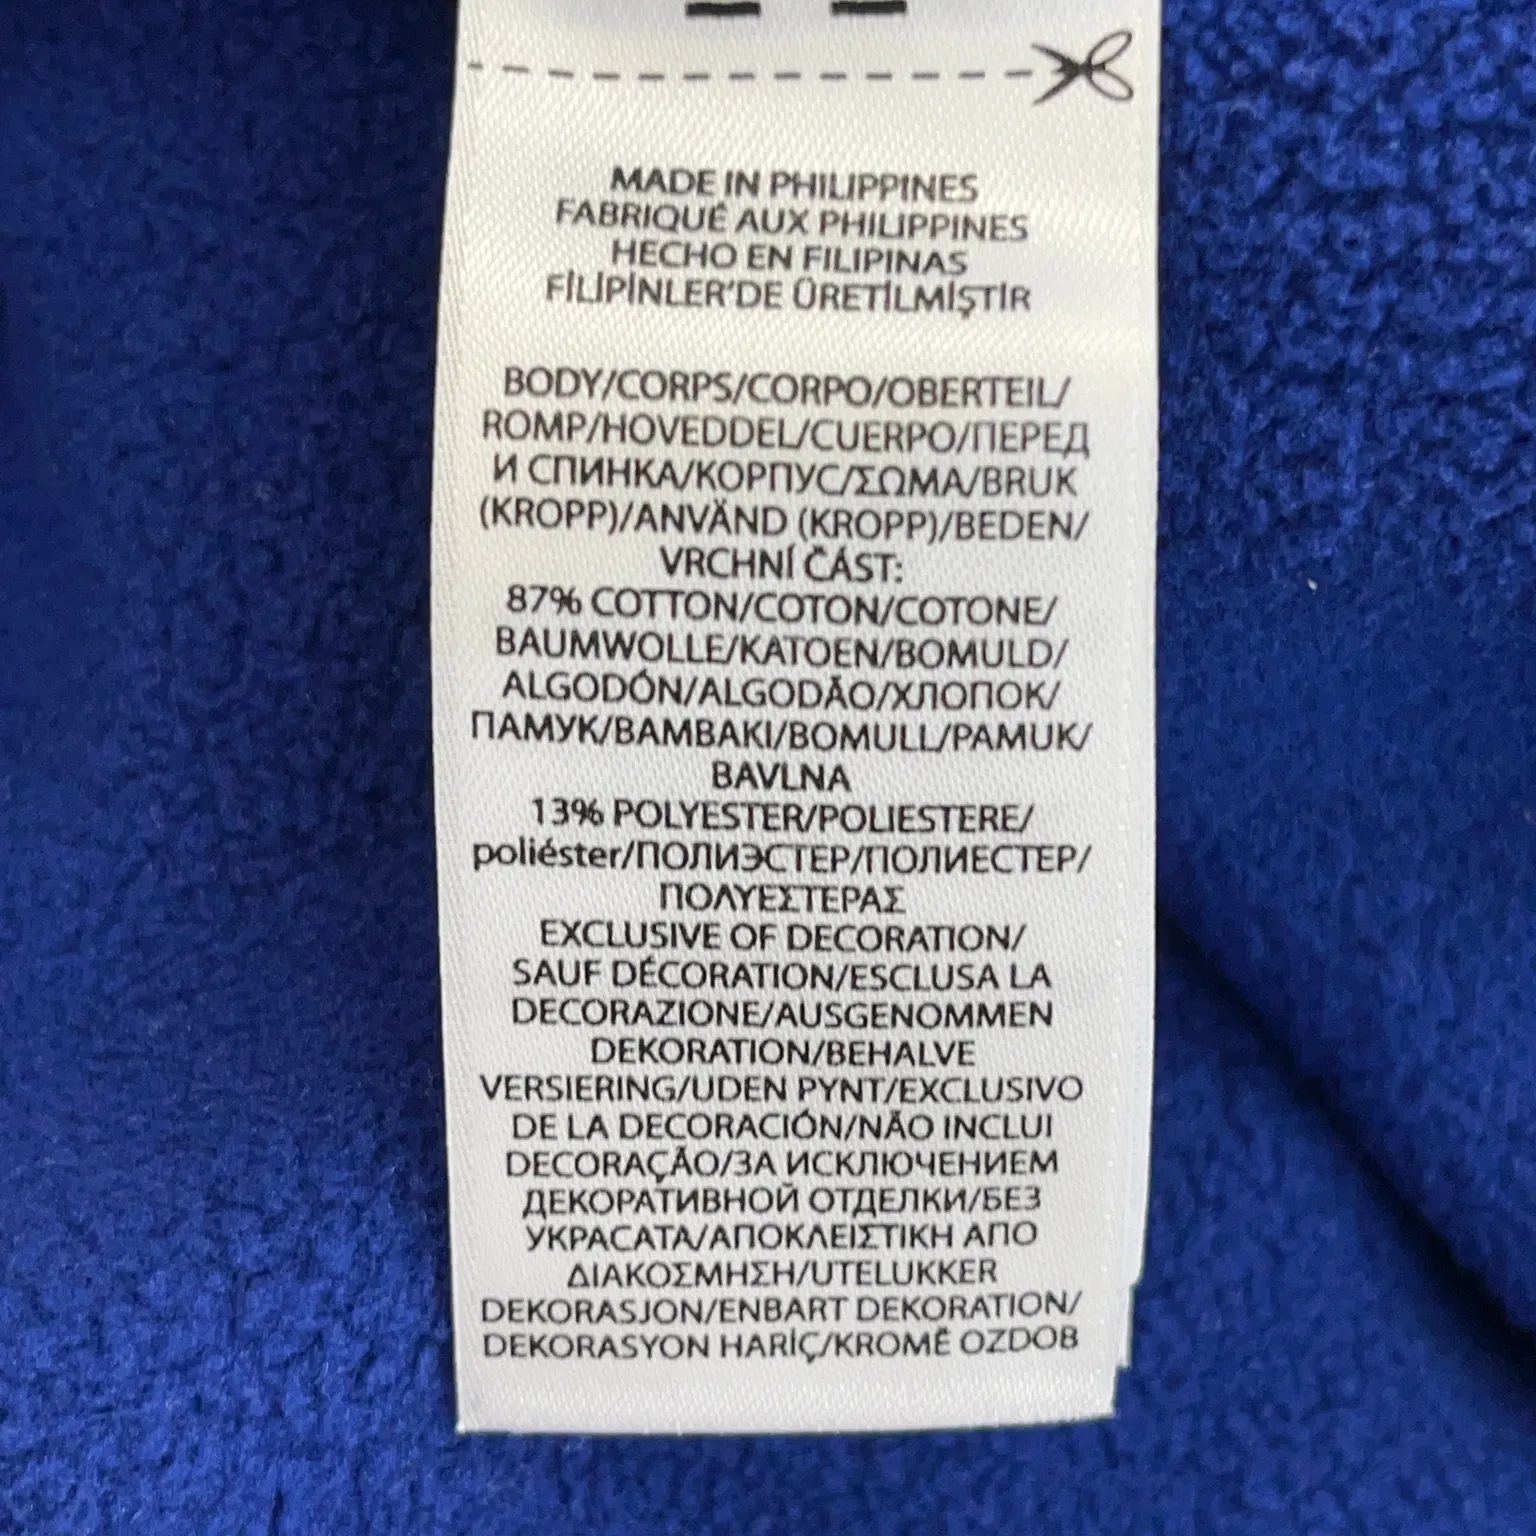 MADE IN PHILIPPINES
FABRIQUÉ AUX PHILIPPINES
HECHO EN FILIPINAS
FİLİPİNLER'DE ÜRETİLMİŞTİR
BODY/CORPS/CORPO/OBERTEIL/
ROMP/HOVEDDEL/CUERPO/ПЕРЕД
И СПИНКА/КОРПУС/ΣΩΜΑ/BRUK
(KROPP)/ANVÄND (KROPP)/BEDEN/
VRCHNÍ ČÁST:
87% COTTON/COTON/COTONE/
BAUMWOLLE/KATOEN/BOMULD/
ALGODÓN/ALGODÃO/ХЛОПОК/
ПАМУК/BAMBAKI/BOMULL/PAMUK/
BAVLNA
13% POLYESTER/POLIESTERE/
poliéster/ПОЛИЭСТЕР/ПОЛИЕСТЕР/
ΠΟΛΥΕΣΤΕΡΑΣ
EXCLUSIVE OF DECORATION/
SAUF DÉCORATION/ESCLUSA LA
DECORAZIONE/AUSGENOMMEN
DEKORATION/BEHALVE
VERSIERING/UDEN PYNT/EXCLUSIVO
DE LA DECORACIÓN/NÃO INCLUI
DECORAÇÃO/ЗА ИСКЛЮЧЕНИЕМ
ДЕКОРАТИВНОЙ ОТДЕЛКИ/БЕЗ
УКРАСАТА/ΑΠΟΚΛΕΙΣΤΙΚΗ ΑΠΟ
ΔΙΑΚΟΣΜΗΣΗ/UTELUKKER
DEKORASJON/ENBART DEKORATION/
DEKORASYON HARİÇ/KROMĚ OZDOB